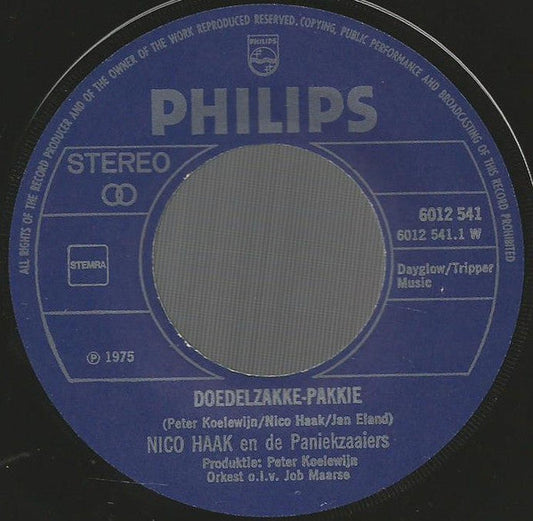 ALL RIGHTS OF THE RECORD PRODUCER AND OF THE OWNER OF THE WORK REPRODUCED RESERVED. COPYING, PUBLIC PERFORMANCE AND BROADCASTING OF THIS RECORD PROHIBITED
PHILIPS
PHILIPS
STEREO
6012 541
6012 541.1 W
STEMRA
Dayglow/Tripper
Music
℗ 1975
DOEDELZAKKE-PAKKIE
(Peter Koelewijn/Nico Haak/Jan Eland)
NICO HAAK en de Paniekzaaiers
Produktie: Peter Koelewijn
Orkest o.l.v. Job Maarse